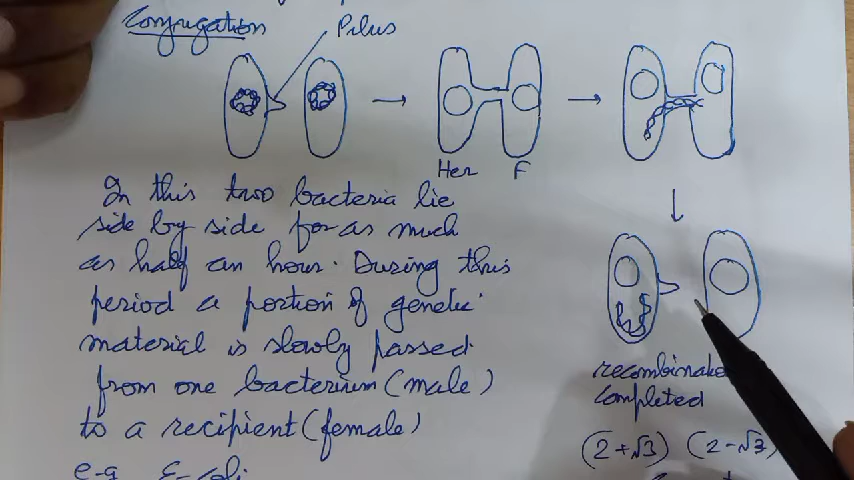 Conjugation
Pilus
Her F
In this two bacteria lie
side by side for as much
as half an hour. During this
period a portion of genetic
material is slowly passed
from one bacterium (male)
to a recipient (female)
e-g E-coli
completed
(2+√3) (2-√3)